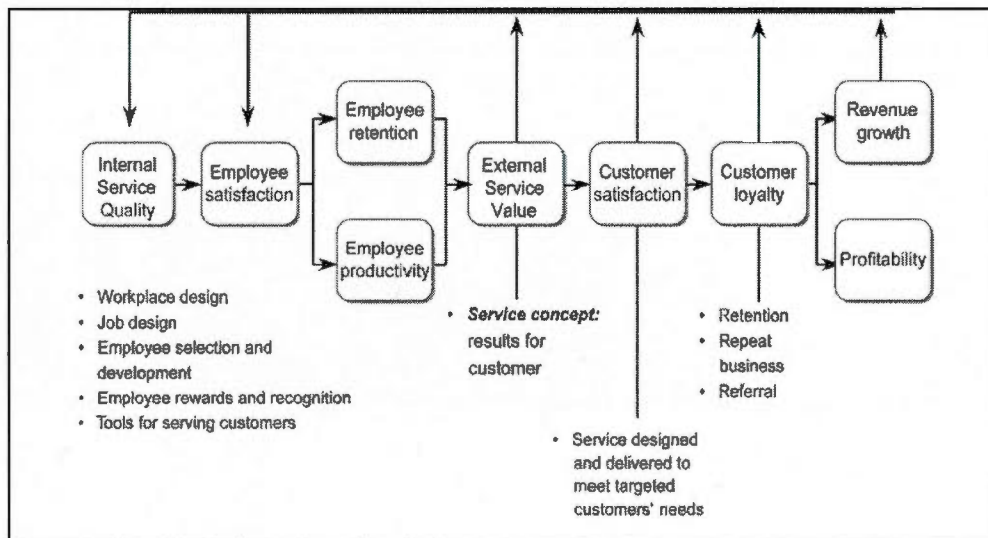 Internal
Service
Quality
Employee
satisfaction
Employee
retention
Employee
productivity
External
Service
Value
Customer
satisfaction
Customer
loyalty
Revenue
growth
Profitability
• Workplace design
• Job design
• Employee selection and
development
• Employee rewards and recognition
• Tools for serving customers
• Service concept:
results for
customer
• Service designed
and delivered to
meet targeted
customers' needs
• Retention
• Repeat
business
• Referral